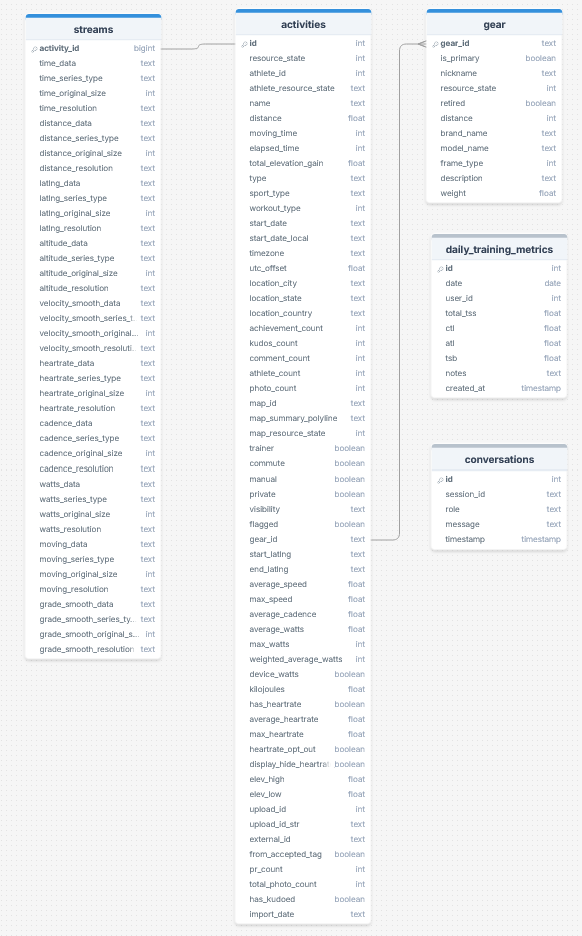 streams
activity_id bigint
time_data text
time_series_type text
time_original_size int
time_resolution text
distance_data text
distance_series_type text
distance_original_size int
distance_resolution text
latlng_data text
latlng_series_type text
latlng_original_size int
latlng_resolution text
altitude_data text
altitude_series_type text
altitude_original_size int
altitude_resolution text
velocity_smooth_data text
velocity_smooth_series_t... text
velocity_smooth_original... int
velocity_smooth_resoluti... text
heartrate_data text
heartrate_series_type text
heartrate_original_size int
heartrate_resolution text
cadence_data text
cadence_series_type text
cadence_original_size int
cadence_resolution text
watts_data text
watts_series_type text
watts_original_size int
watts_resolution text
moving_data text
moving_series_type text
moving_original_size int
moving_resolution text
grade_smooth_data text
grade_smooth_series_ty... text
grade_smooth_original_s... int
grade_smooth_resolution text
activities
id int
resource_state int
athlete_id int
athlete_resource_state text
name text
distance float
moving_time int
elapsed_time int
total_elevation_gain float
type text
sport_type text
workout_type int
start_date text
start_date_local text
timezone text
utc_offset float
location_city text
location_state text
location_country text
achievement_count int
kudos_count int
comment_count int
athlete_count int
photo_count int
map_id text
map_summary_polyline text
map_resource_state int
trainer boolean
commute boolean
manual boolean
private boolean
visibility text
flagged boolean
gear_id text
start_latlng text
end_latlng text
average_speed float
max_speed float
average_cadence float
average_watts float
max_watts int
weighted_average_watts int
device_watts boolean
kilojoules float
has_heartrate boolean
average_heartrate float
max_heartrate float
heartrate_opt_out boolean
display_hide_heartrat boolean
elev_high float
elev_low float
upload_id int
upload_id_str text
external_id text
from_accepted_tag boolean
pr_count int
total_photo_count int
has_kudoed boolean
import_date text
gear
gear_id text
is_primary boolean
nickname text
resource_state int
retired boolean
distance int
brand_name text
model_name text
frame_type int
description text
weight float
daily_training_metrics
id int
date date
user_id int
total_tss float
ctl float
atl float
tsb float
notes text
created_at timestamp
conversations
id int
session_id text
role text
message text
timestamp timestamp